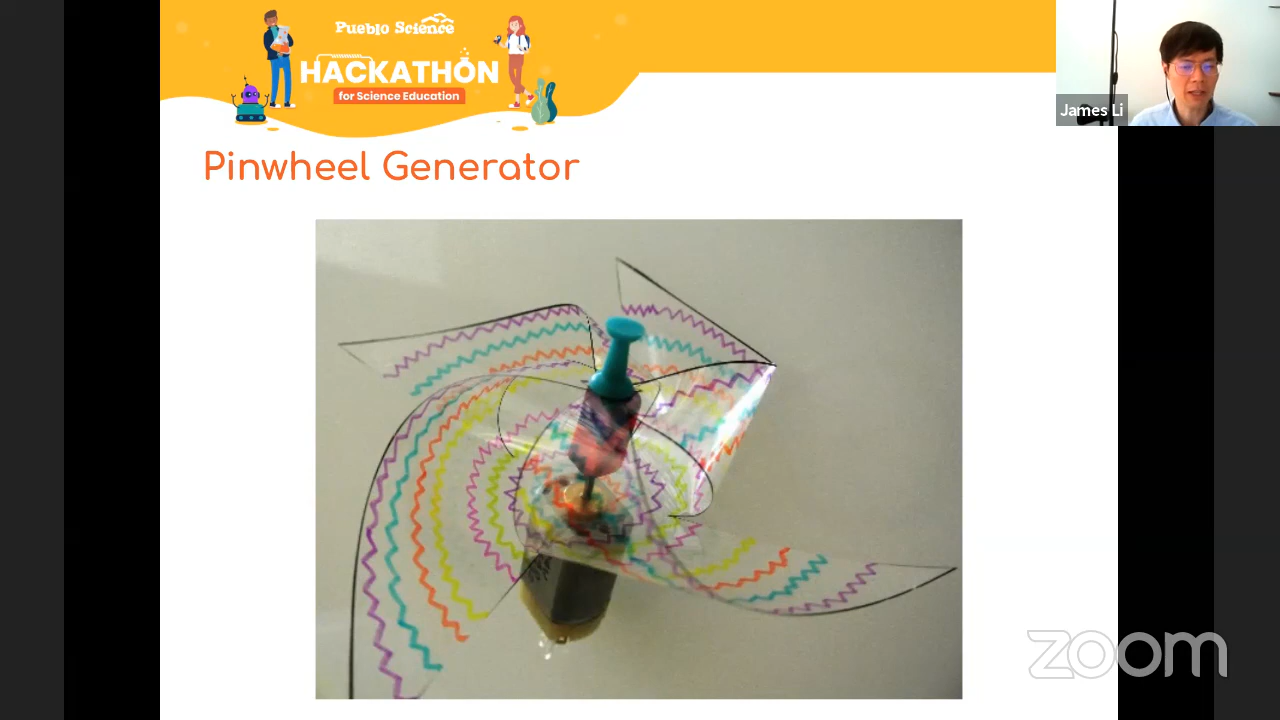 Pueblo Science
HACKATHON
for Science Education
James Li
Pinwheel Generator
zoom